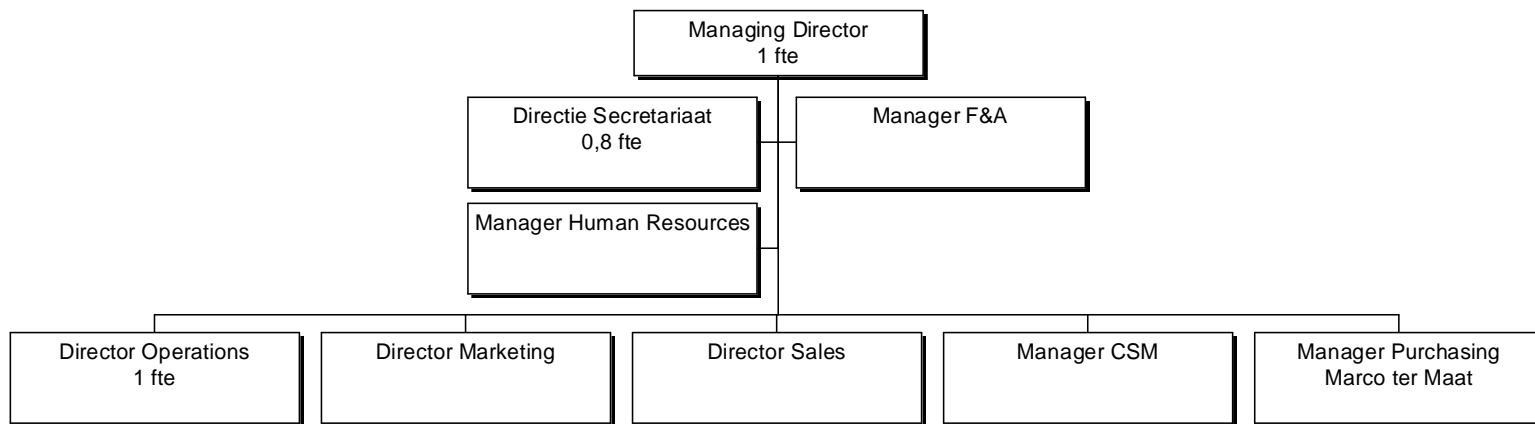 Managing Director
1 fte
Directie Secretariaat
0,8 fte
Manager F&A
Manager Human Resources
Director Operations
1 fte
Director Marketing
Director Sales
Manager CSM
Manager Purchasing
Marco ter Maat